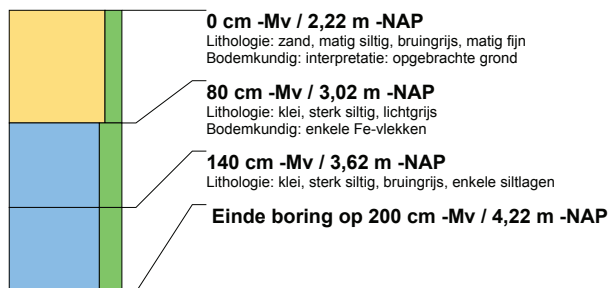 0 cm -Mv / 2,22 m -NAP
Lithologie: zand, matig siltig, bruingrijs, matig fijn
Bodemkundig: interpretatie: opgebrachte grond
80 cm -Mv / 3,02 m -NAP
Lithologie: klei, sterk siltig, lichtgrijs
Bodemkundig: enkele Fe-vlekken
140 cm -Mv / 3,62 m -NAP
Lithologie: klei, sterk siltig, bruingrijs, enkele siltlagen
Einde boring op 200 cm -Mv / 4,22 m -NAP